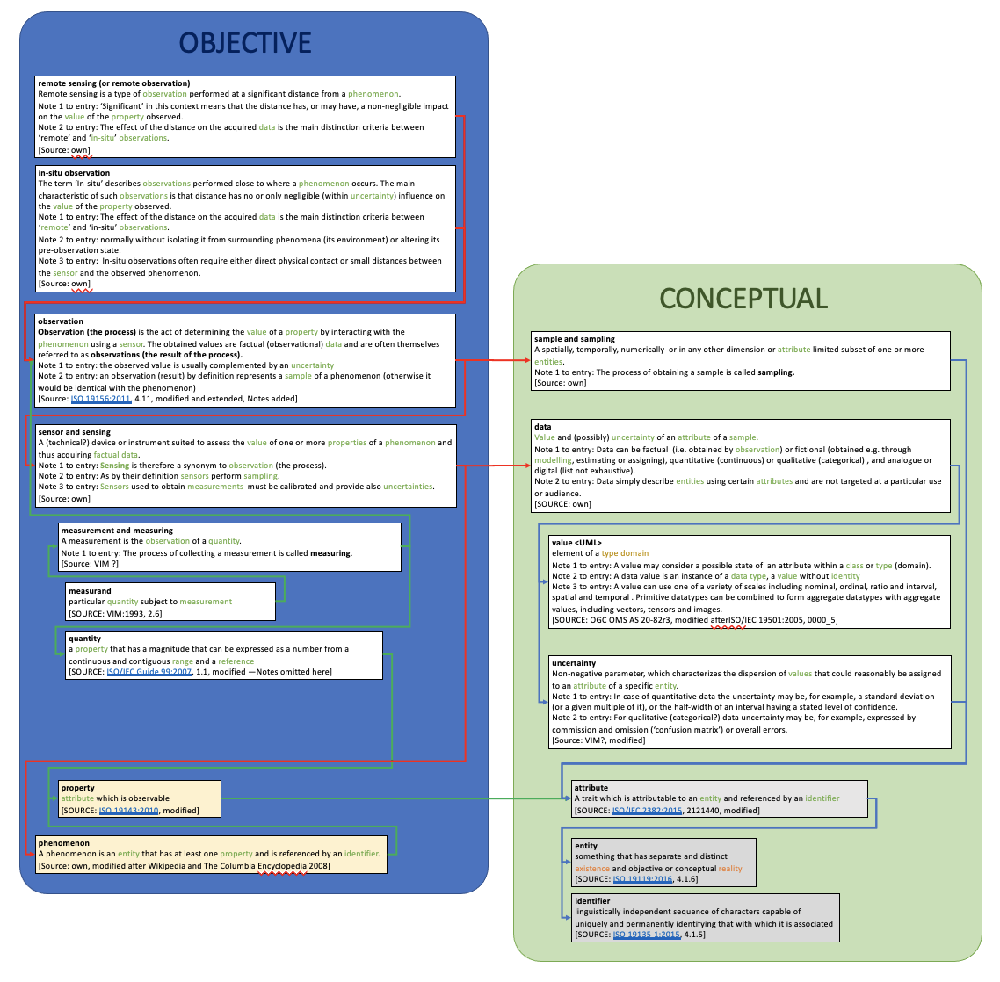 OBJECTIVE
remote sensing (or remote observation)
Remote sensing is a type of observation performed at a significant distance from a phenomenon.
Note 1 to entry: ‘Significant’ in this context means that the distance has, or may have, a non-negligible impact
on the value of the property observed.
Note 2 to entry: The effect of the distance on the acquired data is the main distinction criteria between
‘remote’ and ‘in-situ’ observations.
[Source: own]
in-situ observation
The term ‘In-situ’ describes observations performed close to where a phenomenon occurs. The main
characteristic of such observations is that distance has no or only negligible (within uncertainty) influence on
the value of the property observed.
Note 1 to entry: The effect of the distance on the acquired data is the main distinction criteria between
‘remote’ and ‘in-situ’ observations.
Note 2 to entry: normally without isolating it from surrounding phenomena (its environment) or altering its
pre-observation state.
Note 3 to entry: In-situ observations often require either direct physical contact or small distances between
the sensor and the observed phenomenon.
[Source: own]
observation
Observation (the process) is the act of determining the value of a property by interacting with the
phenomenon using a sensor. The obtained values are factual (observational) data and are often themselves
referred to as observations (the result of the process).
Note 1 to entry: the observed value is usually complemented by an uncertainty
Note 2 to entry: an observation (result) by definition represents a sample of a phenomenon (otherwise it
would be identical with the phenomenon)
[Source: ISO 19156:2011, 4.11, modified and extended, Notes added]
sensor and sensing
A (technical?) device or instrument suited to assess the value of one or more properties of a phenomenon and
thus acquiring factual data.
Note 1 to entry: Sensing is therefore a synonym to observation (the process).
Note 2 to entry: As by their definition sensors perform sampling.
Note 3 to entry: Sensors used to obtain measurements must be calibrated and provide also uncertainties.
[Source: own]
measurement and measuring
A measurement is the observation of a quantity.
Note 1 to entry: The process of collecting a measurement is called measuring.
[Source: VIM ?]
measurand
particular quantity subject to measurement
[SOURCE: VIM:1993, 2.6]
quantity
a property that has a magnitude that can be expressed as a number from a
continuous and contiguous range and a reference
[SOURCE: ISO/IEC Guide 99:2007, 1.1, modified —Notes omitted here]
property
attribute which is observable
[SOURCE: ISO 19143:2010, modified]
phenomenon
A phenomenon is an entity that has at least one property and is referenced by an identifier.
[Source: own, modified after Wikipedia and The Columbia Encyclopedia 2008]
CONCEPTUAL
sample and sampling
A spatially, temporally, numerically or in any other dimension or attribute limited subset of one or more
entities.
Note 1 to entry: The process of obtaining a sample is called sampling.
[Source: own]
data
Value and (possibly) uncertainty of an attribute of a sample.
Note 1 to entry: Data can be factual (i.e. obtained by observation) or fictional (obtained e.g. through
modelling, estimating or assigning), quantitative (continuous) or qualitative (categorical) , and analogue or
digital (list not exhaustive).
Note 2 to entry: Data simply describe entities using certain attributes and are not targeted at a particular use
or audience.
[SOURCE: own]
value <UML>
element of a type domain
Note 1 to entry: A value may consider a possible state of an attribute within a class or type (domain).
Note 2 to entry: A data value is an instance of a data type, a value without identity
Note 3 to entry: A value can use one of a variety of scales including nominal, ordinal, ratio and interval,
spatial and temporal . Primitive datatypes can be combined to form aggregate datatypes with aggregate
values, including vectors, tensors and images.
[SOURCE: OGC OMS AS 20-82r3, modified afterISO/IEC 19501:2005, 0000_5]
uncertainty
Non-negative parameter, which characterizes the dispersion of values that could reasonably be assigned
to an attribute of a specific entity.
Note 1 to entry: In case of quantitative data the uncertainty may be, for example, a standard deviation
(or a given multiple of it), or the half-width of an interval having a stated level of confidence.
Note 2 to entry: For qualitative (categorical?) data uncertainty may be, for example, expressed by
commission and omission (‘confusion matrix’) or overall errors.
[Source: VIM?, modified]
attribute
A trait which is attributable to an entity and referenced by an identifier
[SOURCE: ISO/IEC 2382:2015, 2121440, modified]
entity
something that has separate and distinct
existence and objective or conceptual reality
[SOURCE: ISO 19119:2016, 4.1.6]
identifier
linguistically independent sequence of characters capable of
uniquely and permanently identifying that with which it is associated
[SOURCE: ISO 19135-1:2015, 4.1.5]